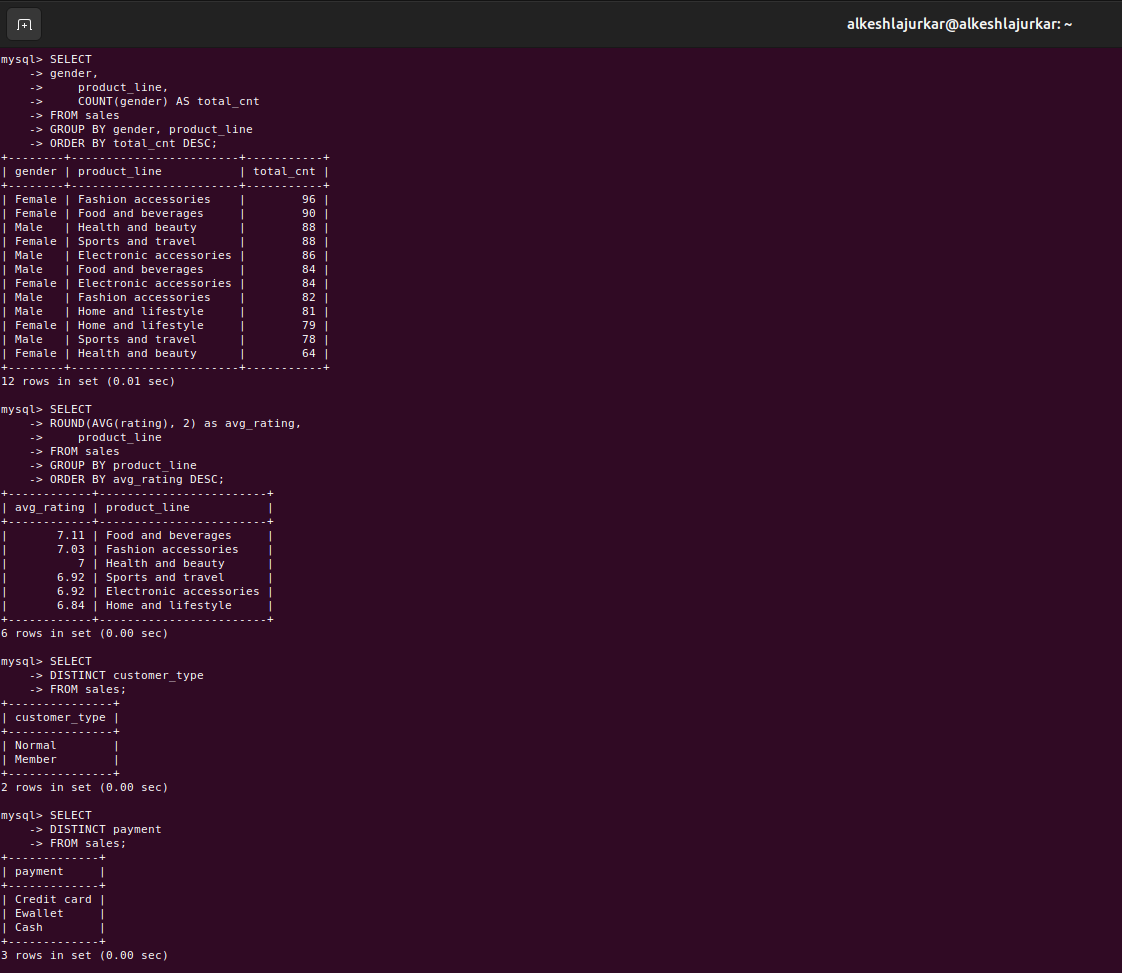 alkeshlajurkar@alkeshlajurkar: ~
mysql> SELECT
    -> gender,
    ->     product_line,
    ->     COUNT(gender) AS total_cnt
    -> FROM sales
    -> GROUP BY gender, product_line
    -> ORDER BY total_cnt DESC;
+--------+------------------------+-----------+
| gender | product_line           | total_cnt |
+--------+------------------------+-----------+
| Female | Fashion accessories    |        96 |
| Female | Food and beverages     |        90 |
| Male   | Health and beauty      |        88 |
| Female | Sports and travel      |        88 |
| Male   | Electronic accessories |        86 |
| Male   | Food and beverages     |        84 |
| Female | Electronic accessories |        84 |
| Male   | Fashion accessories    |        82 |
| Male   | Home and lifestyle     |        81 |
| Female | Home and lifestyle     |        79 |
| Male   | Sports and travel      |        78 |
| Female | Health and beauty      |        64 |
+--------+------------------------+-----------+
12 rows in set (0.01 sec)

mysql> SELECT
    -> ROUND(AVG(rating), 2) as avg_rating,
    ->     product_line
    -> FROM sales
    -> GROUP BY product_line
    -> ORDER BY avg_rating DESC;
+------------+------------------------+
| avg_rating | product_line           |
+------------+------------------------+
|       7.11 | Food and beverages     |
|       7.03 | Fashion accessories    |
|          7 | Health and beauty      |
|       6.92 | Sports and travel      |
|       6.92 | Electronic accessories |
|       6.84 | Home and lifestyle     |
+------------+------------------------+
6 rows in set (0.00 sec)

mysql> SELECT
    -> DISTINCT customer_type
    -> FROM sales;
+---------------+
| customer_type |
+---------------+
| Normal        |
| Member        |
+---------------+
2 rows in set (0.00 sec)

mysql> SELECT
    -> DISTINCT payment
    -> FROM sales;
+-------------+
| payment     |
+-------------+
| Credit card |
| Ewallet     |
| Cash        |
+-------------+
3 rows in set (0.00 sec)